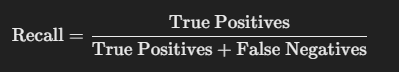 Recall = True Positives / True Positives + False Negatives